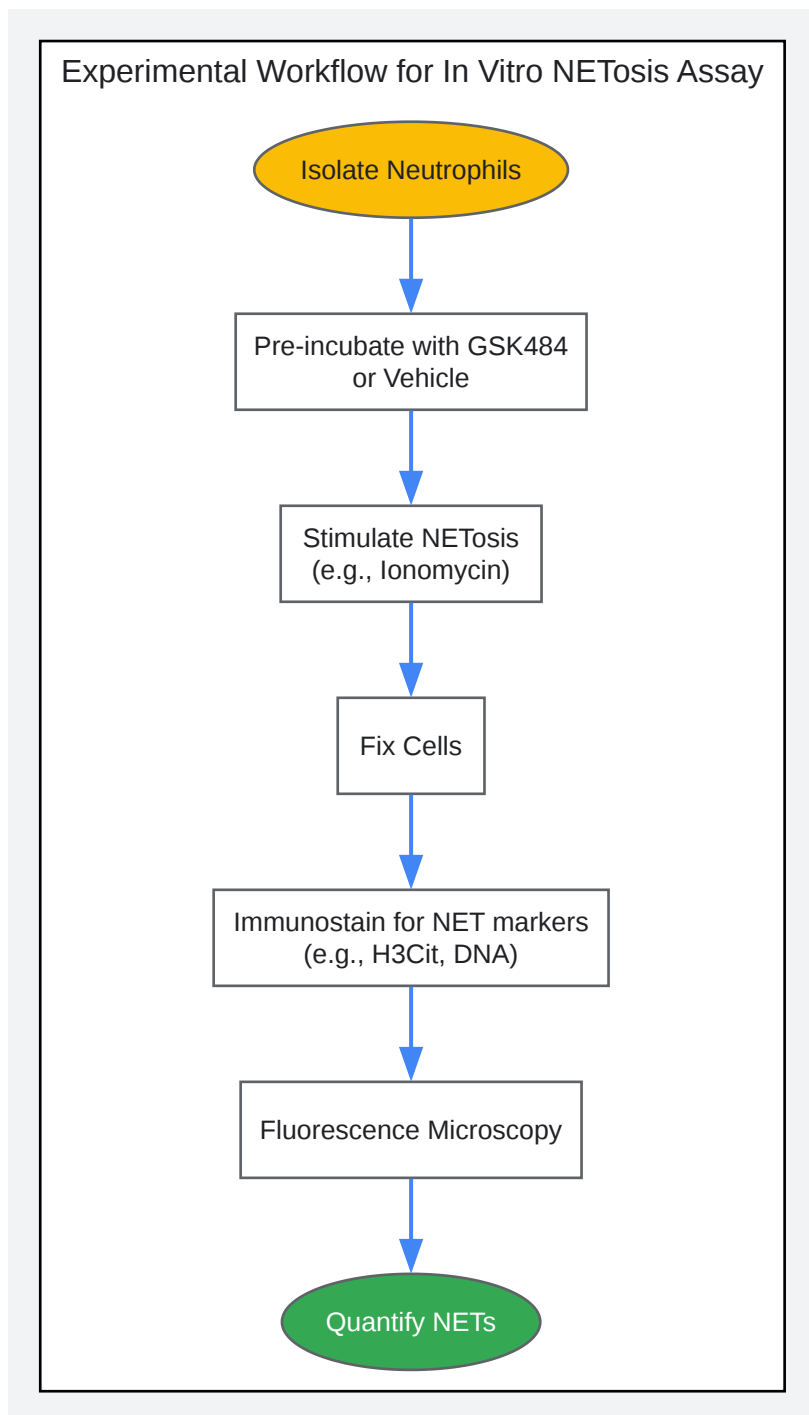 Experimental Workflow for In Vitro NETosis Assay
Isolate Neutrophils
Pre-incubate with GSK484
or Vehicle
Stimulate NETosis
(e.g., Ionomycin)
Fix Cells
Immunostain for NET markers
(e.g., H3Cit, DNA)
Fluorescence Microscopy
Quantify NETs